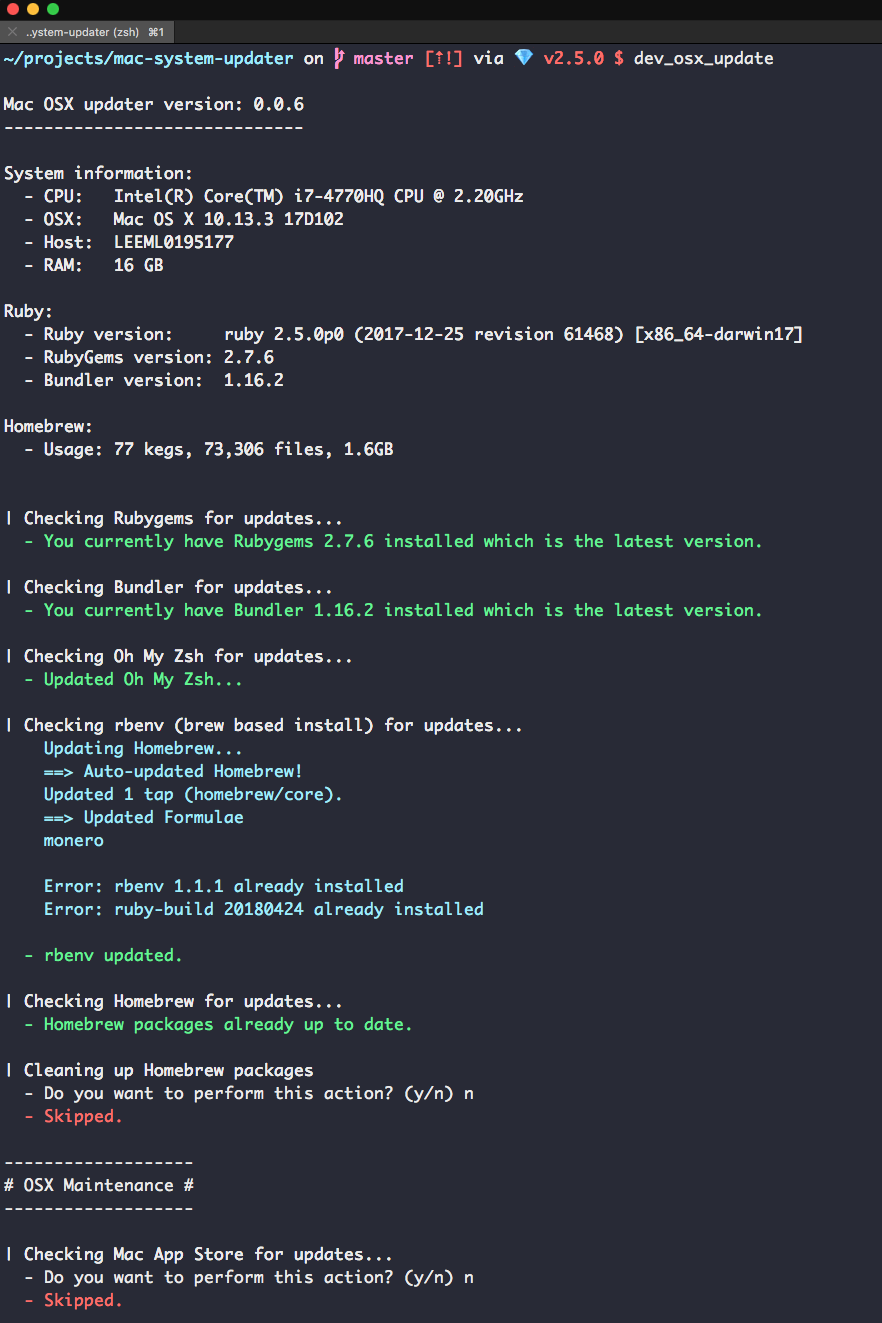 ..ystem-updater (zsh) ⌘1
~/projects/mac-system-updater on master [⇡!] via 💎 v2.5.0 $ dev_osx_update
Mac OSX updater version: 0.0.6
------------------------------
System information:
- CPU: Intel(R) Core(TM) i7-4770HQ CPU @ 2.20GHz
- OSX: Mac OS X 10.13.3 17D102
- Host: LEEML0195177
- RAM: 16 GB
Ruby:
- Ruby version: ruby 2.5.0p0 (2017-12-25 revision 61468) [x86_64-darwin17]
- RubyGems version: 2.7.6
- Bundler version: 1.16.2
Homebrew:
- Usage: 77 kegs, 73,306 files, 1.6GB
| Checking Rubygems for updates...
- You currently have Rubygems 2.7.6 installed which is the latest version.
| Checking Bundler for updates...
- You currently have Bundler 1.16.2 installed which is the latest version.
| Checking Oh My Zsh for updates...
- Updated Oh My Zsh...
| Checking rbenv (brew based install) for updates...
Updating Homebrew...
==> Auto-updated Homebrew!
Updated 1 tap (homebrew/core).
==> Updated Formulae
monero
Error: rbenv 1.1.1 already installed
Error: ruby-build 20180424 already installed
- rbenv updated.
| Checking Homebrew for updates...
- Homebrew packages already up to date.
| Cleaning up Homebrew packages
- Do you want to perform this action? (y/n) n
- Skipped.
-------------------
# OSX Maintenance #
-------------------
| Checking Mac App Store for updates...
- Do you want to perform this action? (y/n) n
- Skipped.